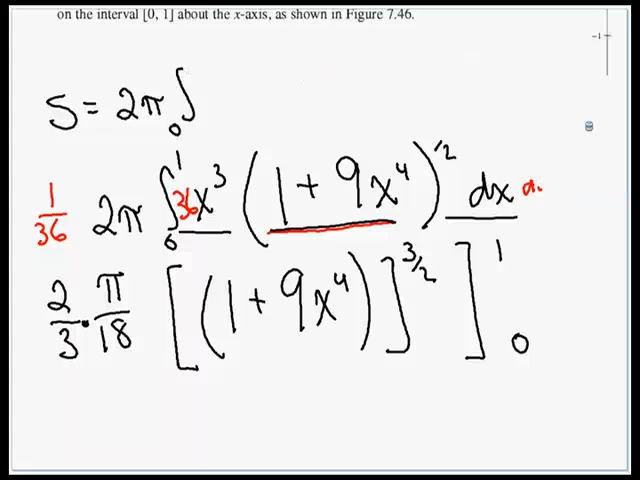 on the interval [0, 1] about the x-axis, as shown in Figure 7.46.
−1
S = 2π ∫₀
1/36 2π ∫₀¹ 36x³ (1 + 9x⁴)^1/2 dx d.
2/3 · π/18 [(1 + 9x⁴)]^3/2 ]₀¹